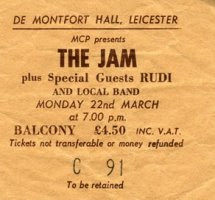 DE MONTFORT HALL, LEICESTER
MCP presents
THE JAM
plus Special Guests RUDI
AND LOCAL BAND
MONDAY 22nd MARCH
at 7.00 p.m.
BALCONY £4.50 INC. V.A.T.
Tickets not transferable or money refunded
C 91
To be retained